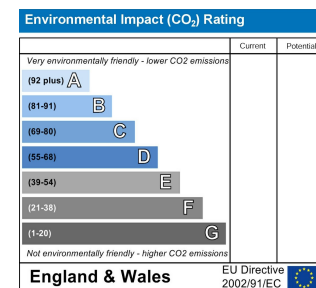 Environmental Impact (CO₂) Rating
Current Potential
Very environmentally friendly - lower CO2 emissions
(92 plus) A
(81-91) B
(69-80) C
(55-68) D
(39-54) E
(21-38) F
(1-20) G
Not environmentally friendly - higher CO2 emissions
England & Wales
EU Directive
2002/91/EC